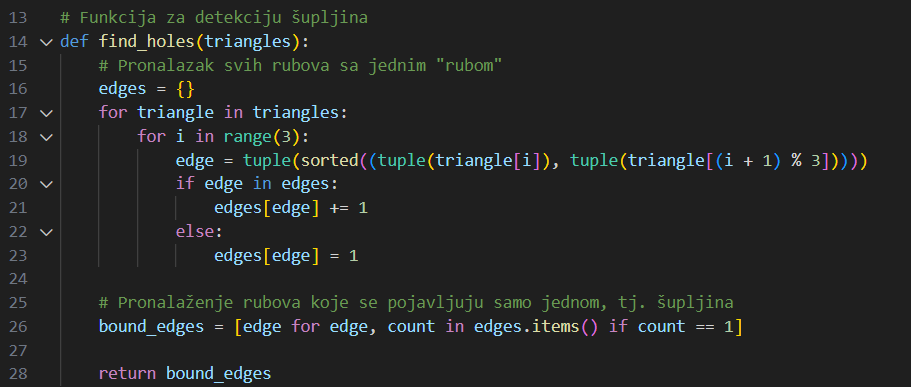 13 # Funkcija za detekciju šupljina
14 def find_holes(triangles):
15     # Pronalazak svih rubova sa jednim "rubom"
16     edges = {}
17     for triangle in triangles:
18         for i in range(3):
19             edge = tuple(sorted((tuple(triangle[i]), tuple(triangle[(i + 1) % 3]))))
20             if edge in edges:
21                 edges[edge] += 1
22             else:
23                 edges[edge] = 1
24
25     # Pronalaženje rubova koje se pojavljuju samo jednom, tj. šupljina
26     bound_edges = [edge for edge, count in edges.items() if count == 1]
27
28     return bound_edges